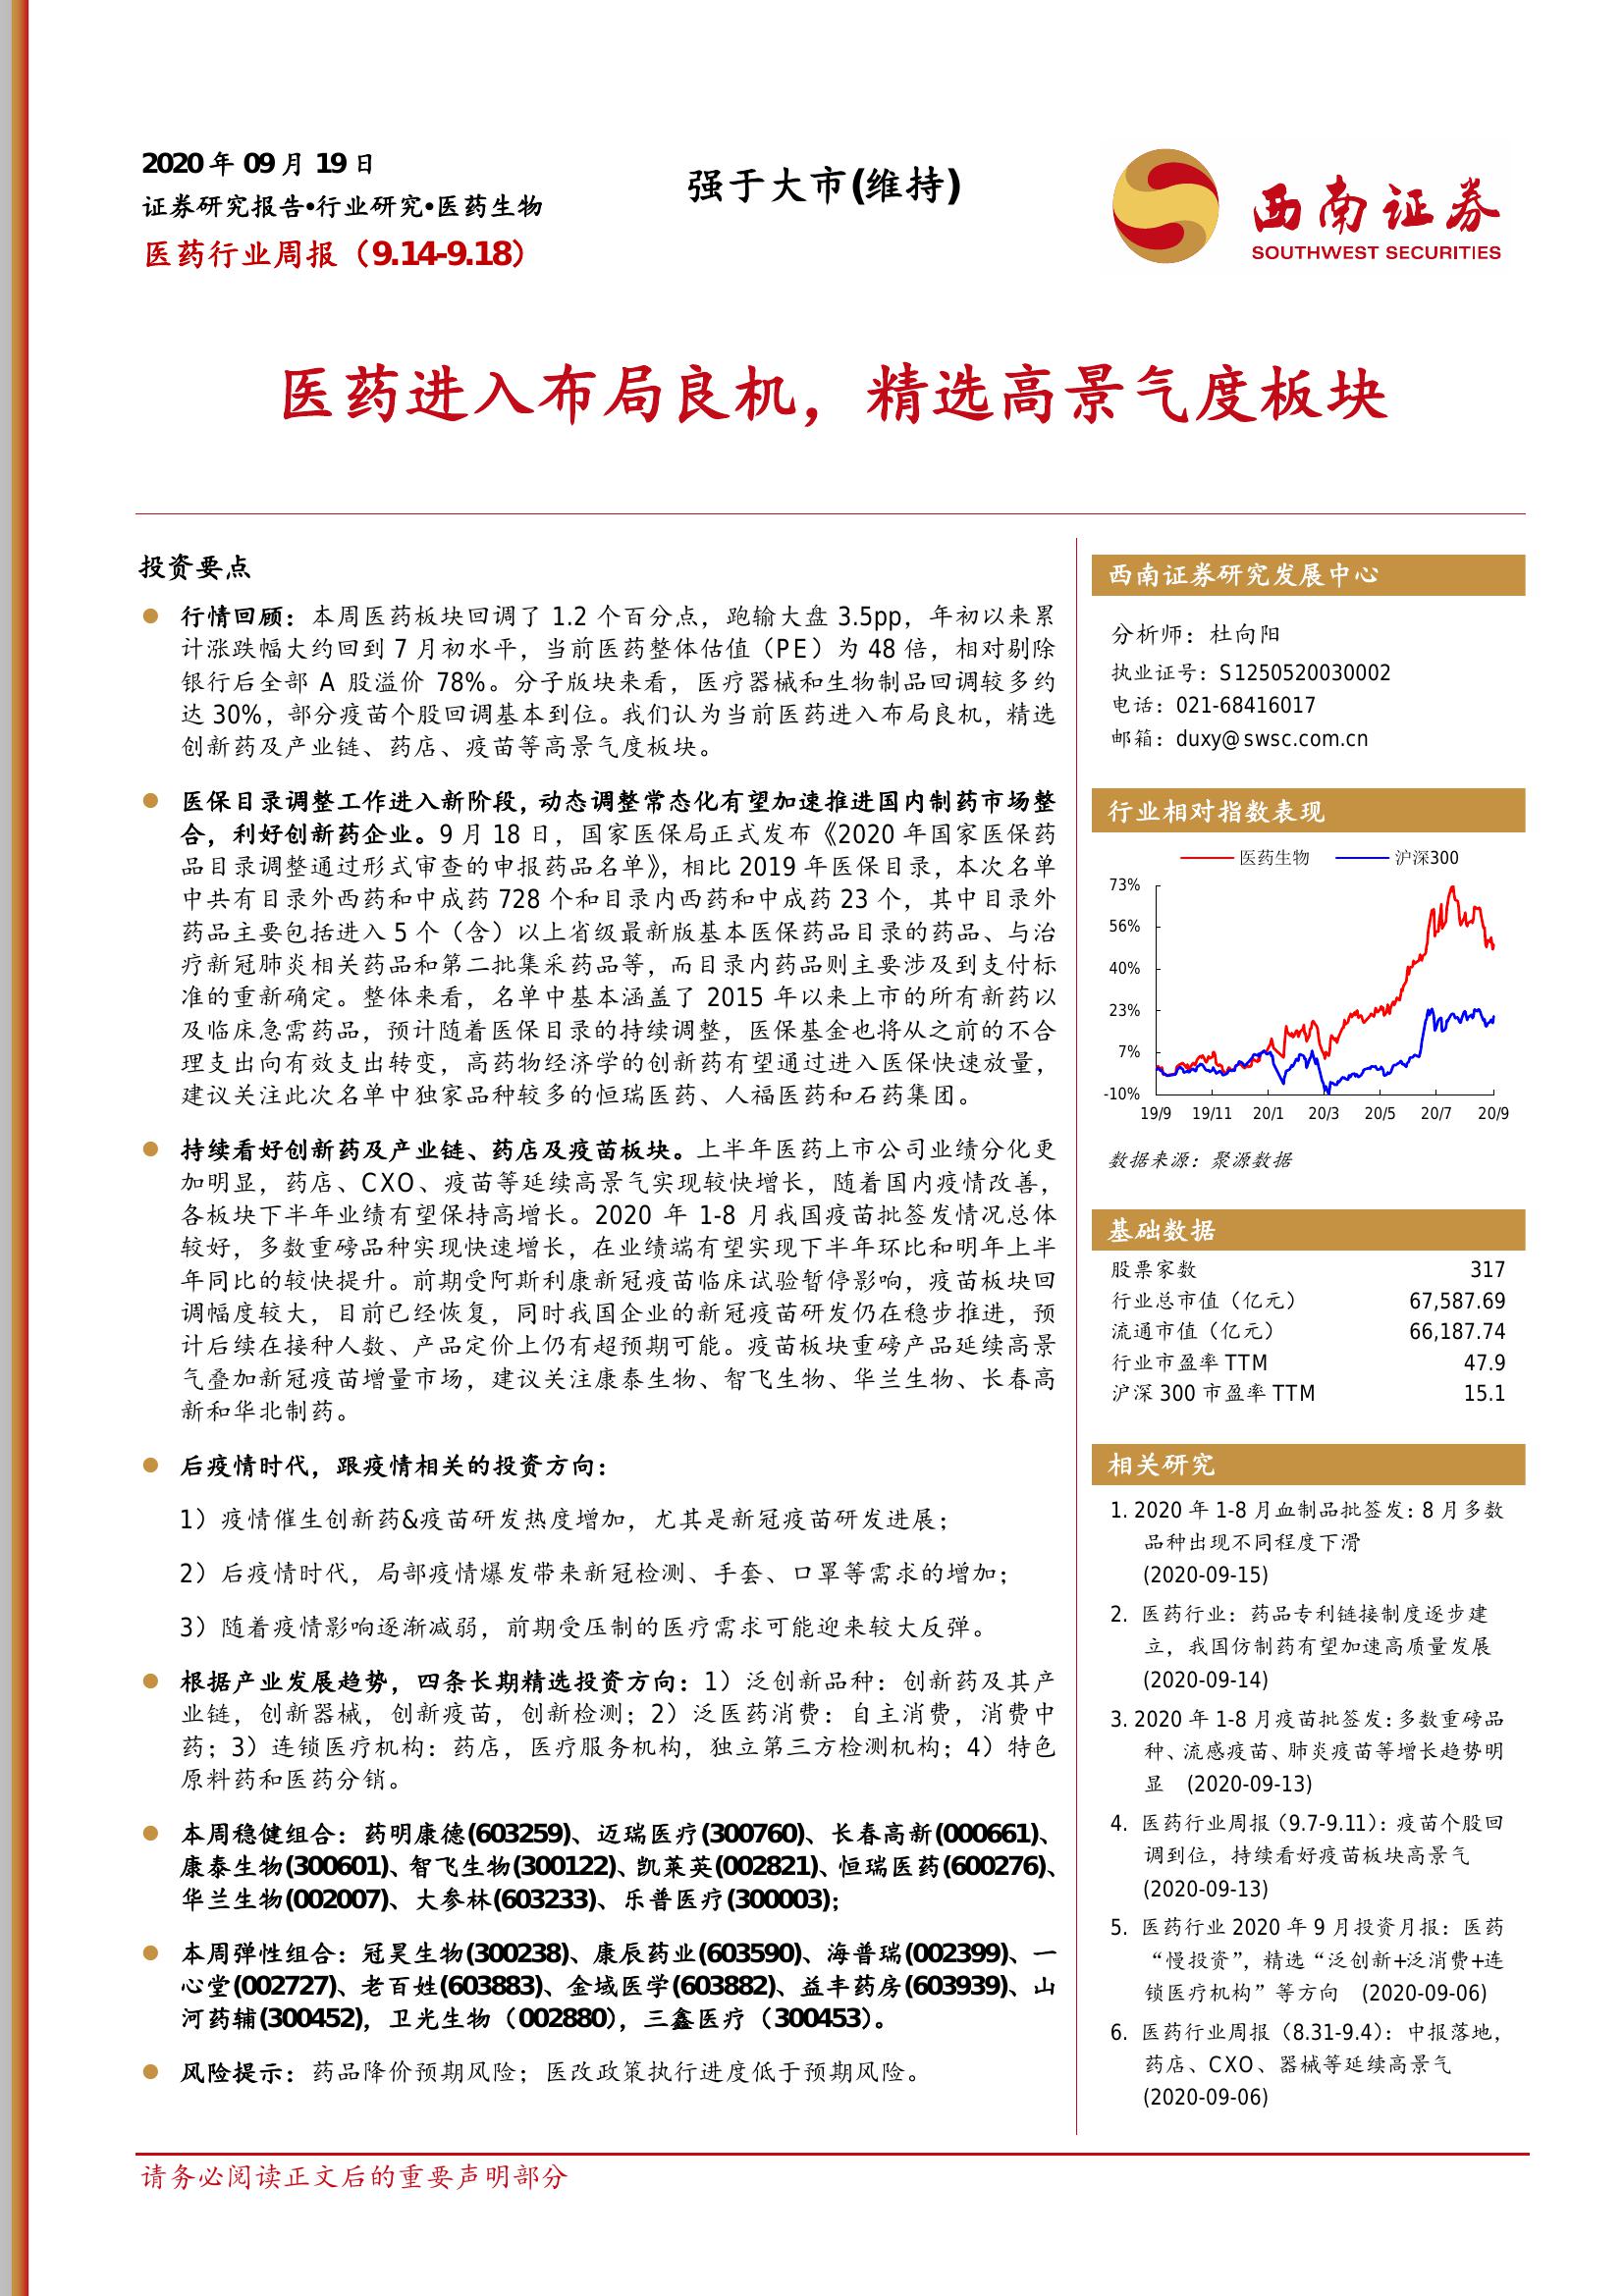 2020 年 09 月 19 日
证券研究报告•行业研究•医药生物
医药行业周报（9.14-9.18）
强于大市(维持)
西南证券
SOUTHWEST SECURITIES
医药进入布局良机，精选高景气度板块
投资要点
行情回顾：本周医药板块回调了 1.2 个百分点，跑输大盘 3.5pp，年初以来累
计涨跌幅大约回到 7 月初水平，当前医药整体估值（PE）为 48 倍，相对剔除
银行后全部 A 股溢价 78%。分子版块来看，医疗器械和生物制品回调较多约
达 30%，部分疫苗个股回调基本到位。我们认为当前医药进入布局良机，精选
创新药及产业链、药店、疫苗等高景气度板块。
医保目录调整工作进入新阶段，动态调整常态化有望加速推进国内制药市场整
合，利好创新药企业。9 月 18 日，国家医保局正式发布《2020 年国家医保药
品目录调整通过形式审查的申报药品名单》，相比 2019 年医保目录，本次名单
中共有目录外西药和中成药 728 个和目录内西药和中成药 23 个，其中目录外
药品主要包括进入 5 个（含）以上省级最新版基本医保药品目录的药品、与治
疗新冠肺炎相关药品和第二批集采药品等，而目录内药品则主要涉及到支付标
准的重新确定。整体来看，名单中基本涵盖了 2015 年以来上市的所有新药以
及临床急需药品，预计随着医保目录的持续调整，医保基金也将从之前的不合
理支出向有效支出转变，高药物经济学的创新药有望通过进入医保快速放量，
建议关注此次名单中独家品种较多的恒瑞医药、人福医药和石药集团。
持续看好创新药及产业链、药店及疫苗板块。上半年医药上市公司业绩分化更
加明显，药店、CXO、疫苗等延续高景气实现较快增长，随着国内疫情改善，
各板块下半年业绩有望保持高增长。2020 年 1-8 月我国疫苗批签发情况总体
较好，多数重磅品种实现快速增长，在业绩端有望实现下半年环比和明年上半
年同比的较快提升。前期受阿斯利康新冠疫苗临床试验暂停影响，疫苗板块回
调幅度较大，目前已经恢复，同时我国企业的新冠疫苗研发仍在稳步推进，预
计后续在接种人数、产品定价上仍有超预期可能。疫苗板块重磅产品延续高景
气叠加新冠疫苗增量市场，建议关注康泰生物、智飞生物、华兰生物、长春高
新和华北制药。
后疫情时代，跟疫情相关的投资方向：
1）疫情催生创新药&疫苗研发热度增加，尤其是新冠疫苗研发进展；
2）后疫情时代，局部疫情爆发带来新冠检测、手套、口罩等需求的增加；
3）随着疫情影响逐渐减弱，前期受压制的医疗需求可能迎来较大反弹。
根据产业发展趋势，四条长期精选投资方向：1）泛创新品种：创新药及其产
业链，创新器械，创新疫苗，创新检测；2）泛医药消费：自主消费，消费中
药；3）连锁医疗机构：药店，医疗服务机构，独立第三方检测机构；4）特色
原料药和医药分销。
本周稳健组合：药明康德(603259)、迈瑞医疗(300760)、长春高新(000661)、
康泰生物(300601)、智飞生物(300122)、凯莱英(002821)、恒瑞医药(600276)、
华兰生物(002007)、大参林(603233)、乐普医疗(300003)；
本周弹性组合：冠昊生物(300238)、康辰药业(603590)、海普瑞(002399)、一
心堂(002727)、老百姓(603883)、金域医学(603882)、益丰药房(603939)、山
河药辅(300452)，卫光生物（002880），三鑫医疗（300453）。
风险提示：药品降价预期风险；医改政策执行进度低于预期风险。
西南证券研究发展中心
分析师：杜向阳
执业证号：S1250520030002
电话：021-68416017
邮箱：duxy@swsc.com.cn
行业相对指数表现
医药生物 沪深300
73%
56%
40%
23%
7%
-10%
19/9 19/11 20/1 20/3 20/5 20/7 20/9
数据来源：聚源数据
基础数据
股票家数 317
行业总市值（亿元） 67,587.69
流通市值（亿元） 66,187.74
行业市盈率 TTM 47.9
沪深 300 市盈率 TTM 15.1
相关研究
1. 2020 年 1-8 月血制品批签发：8 月多数
品种出现不同程度下滑
(2020-09-15)
2. 医药行业：药品专利链接制度逐步建
立，我国仿制药有望加速高质量发展
(2020-09-14)
3. 2020 年 1-8 月疫苗批签发：多数重磅品
种、流感疫苗、肺炎疫苗等增长趋势明
显 (2020-09-13)
4. 医药行业周报（9.7-9.11）：疫苗个股回
调到位，持续看好疫苗板块高景气
(2020-09-13)
5. 医药行业 2020 年 9 月投资月报：医药
“慢投资”，精选“泛创新+泛消费+连
锁医疗机构”等方向 (2020-09-06)
6. 医药行业周报（8.31-9.4）：中报落地，
药店、CXO、器械等延续高景气
(2020-09-06)
请务必阅读正文后的重要声明部分